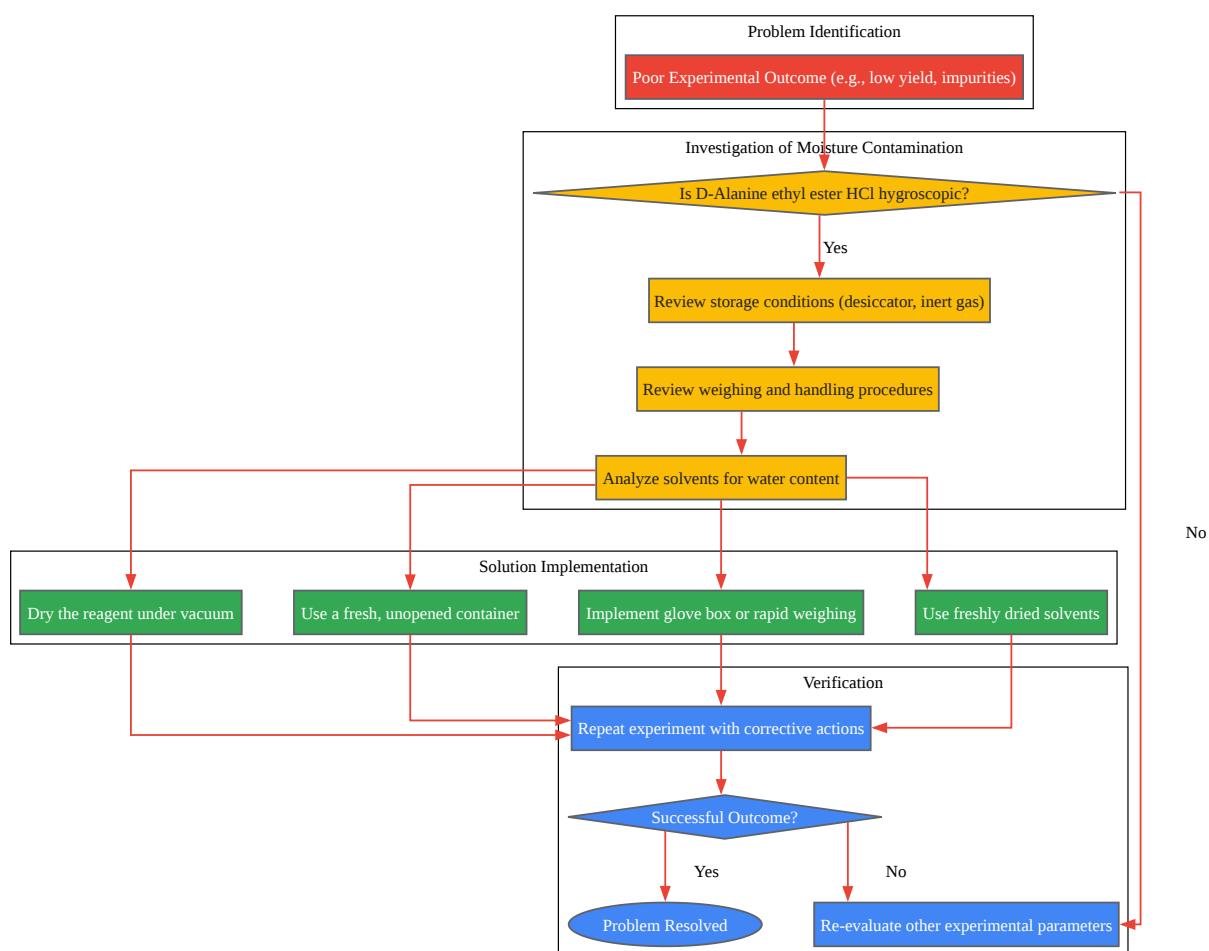 Problem Identification
Poor Experimental Outcome (e.g., low yield, impurities)
Investigation of Moisture Contamination
Is D-Alanine ethyl ester HCl hygroscopic?
Yes
Review storage conditions (desiccator, inert gas)
Review weighing and handling procedures
Analyze solvents for water content
No
Solution Implementation
Dry the reagent under vacuum
Use a fresh, unopened container
Implement glove box or rapid weighing
Use freshly dried solvents
Verification
Repeat experiment with corrective actions
Successful Outcome?
Yes
No
Problem Resolved
Re-evaluate other experimental parameters